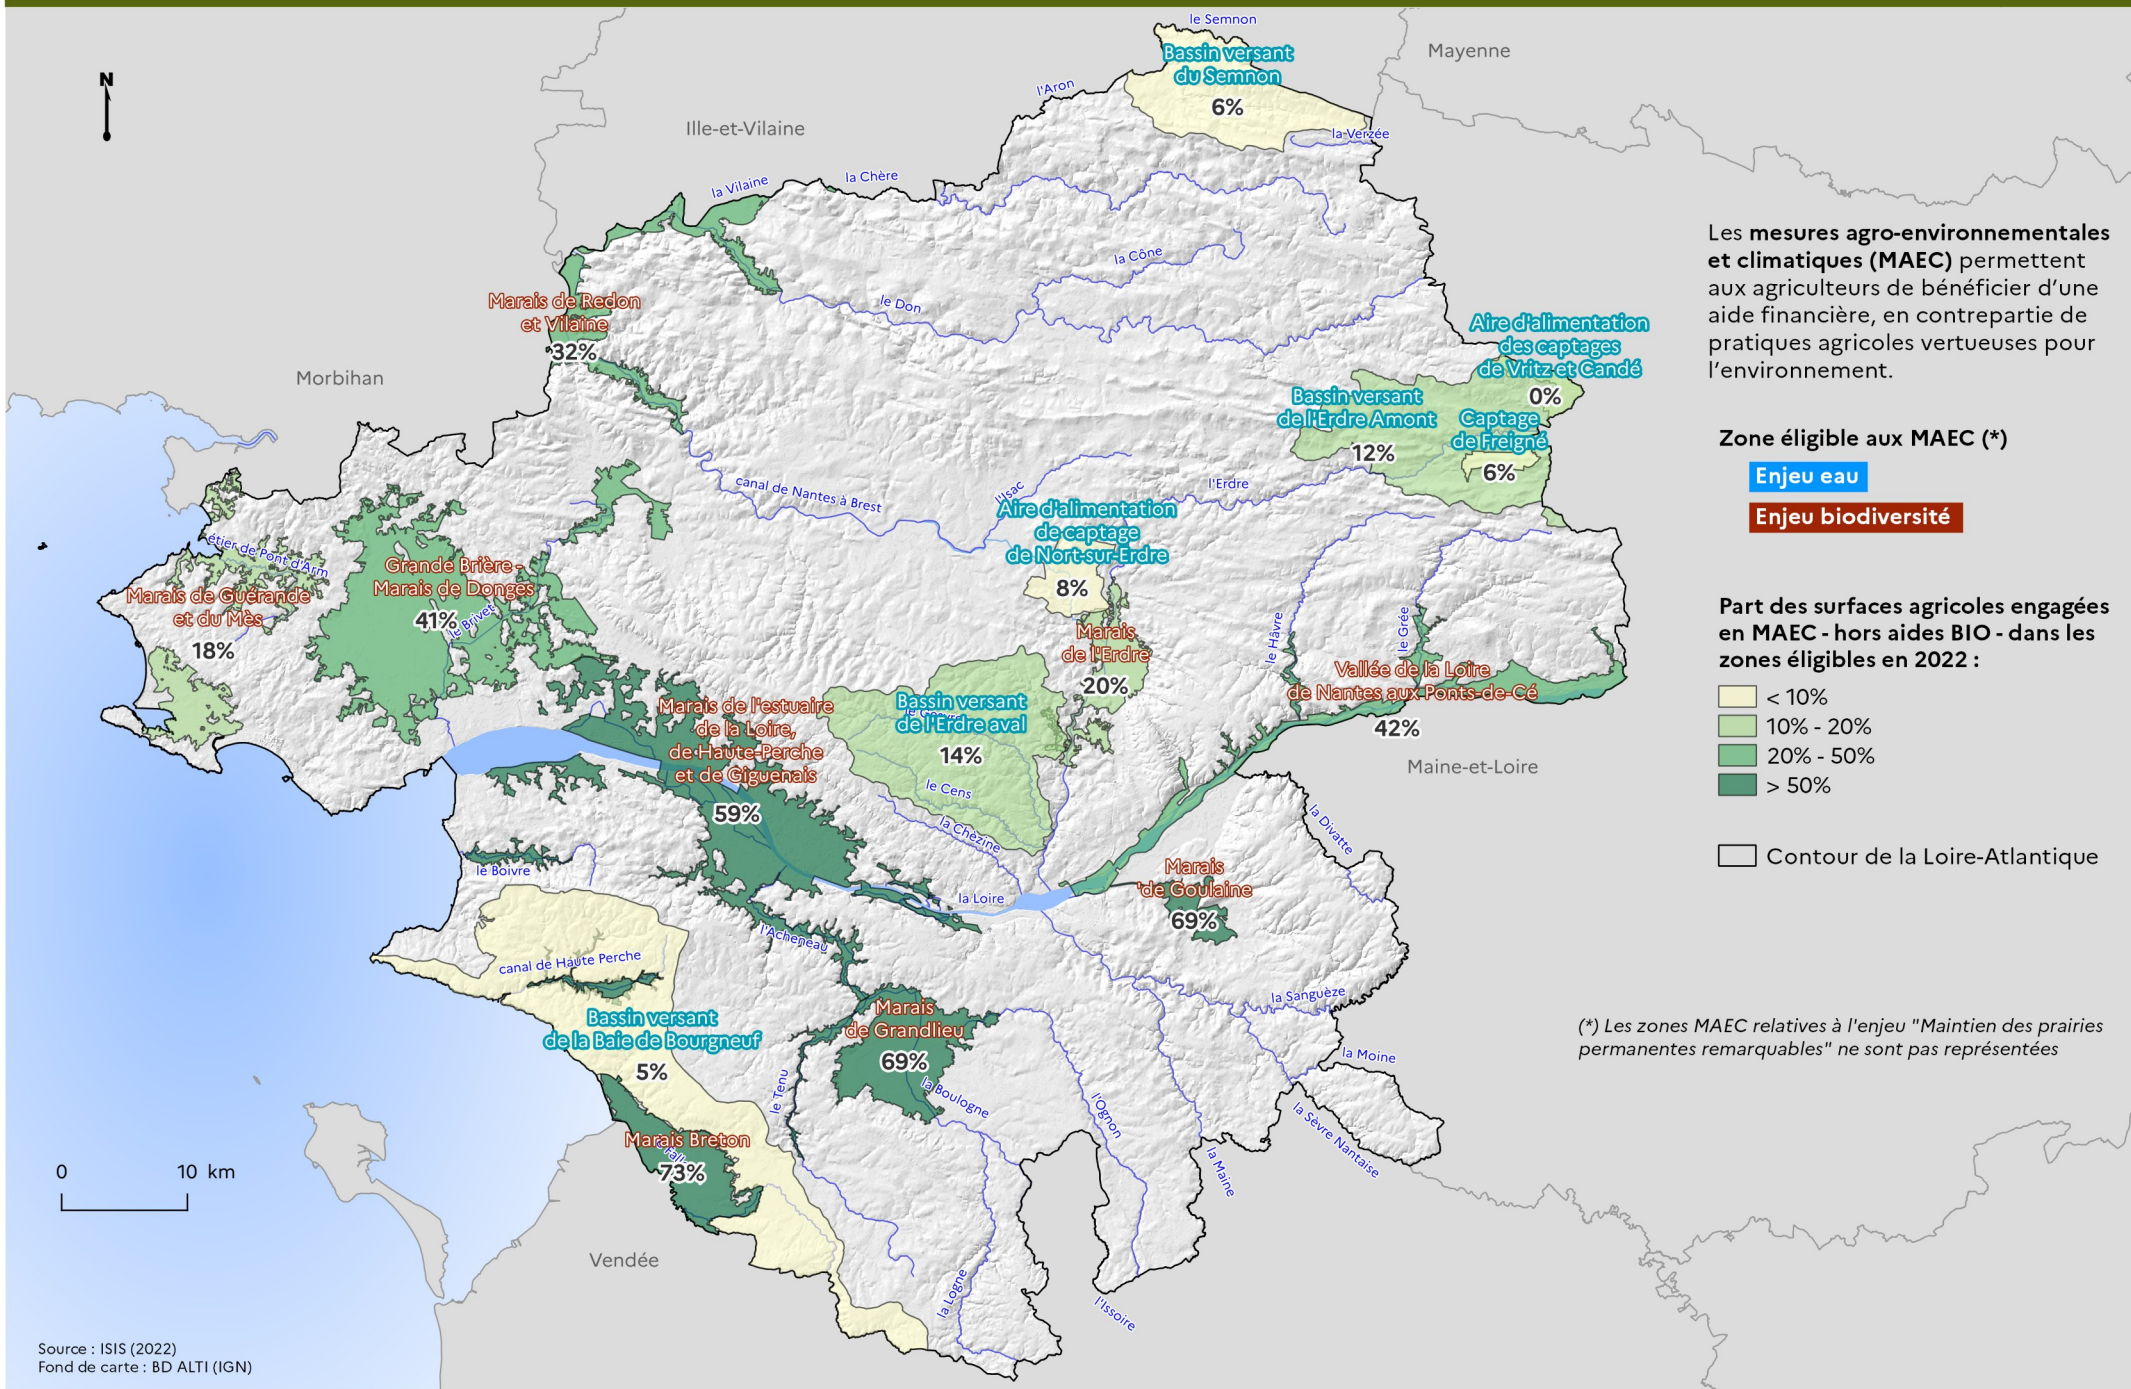 le Semnon
Mayenne
Bassin versant
du Semnon
6%
N
l'Aron
Ille-et-Vilaine
la Verzée
la Vilaine
la Chère
Les mesures agro-environnementales
et climatiques (MAEC) permettent
aux agriculteurs de bénéficier d'une
aide financière, en contrepartie de
pratiques agricoles vertueuses pour
l'environnement.
la Cône
le Don
Marais de Redon
et Vilaine
32%
Morbihan
Aire d'alimentation
des captages
de Vritz et Candé
0%
Bassin versant
de l'Erdre Amont
12%
Captage
de Freigné
6%
Zone éligible aux MAEC (*)
Enjeu eau
Enjeu biodiversité
canal de Nantes à Brest
l'Isac
l'Erdre
Aire d'alimentation
de captage
de Nort-sur-Erdre
8%
étier de Pont d'Arm
Grande Brière -
Marais de Donges
41%
le Brivet
Marais de Guérande
et du Mès
18%
Part des surfaces agricoles engagées
en MAEC - hors aides BIO - dans les
zones éligibles en 2022 :
< 10%
10% - 20%
20% - 50%
> 50%
Contour de la Loire-Atlantique
le Hâvre
le Grée
Marais
de l'Erdre
20%
Vallée de la Loire
de Nantes aux Ponts-de-Cé
42%
Maine-et-Loire
Bassin versant
de l'Erdre aval
14%
le Cens
la Chézine
Marais de l'estuaire
de la Loire,
de Haute-Perche
et de Giguenais
59%
la Divatte
le Boivre
la Loire
Marais
de Goulaine
69%
l'Acheneau
canal de Haute Perche
la Sanguèze
Bassin versant
de la Baie de Bourgneuf
5%
Marais
de Grandlieu
69%
(*) Les zones MAEC relatives à l'enjeu "Maintien des prairies
permanentes remarquables" ne sont pas représentées
la Moine
le Tenu
la Boulogne
l'Ognon
la Sèvre Nantaise
la Maine
Marais Breton
73%
0 10 km
Vendée
la Logne
l'Issoire
Source : ISIS (2022)
Fond de carte : BD ALTI (IGN)